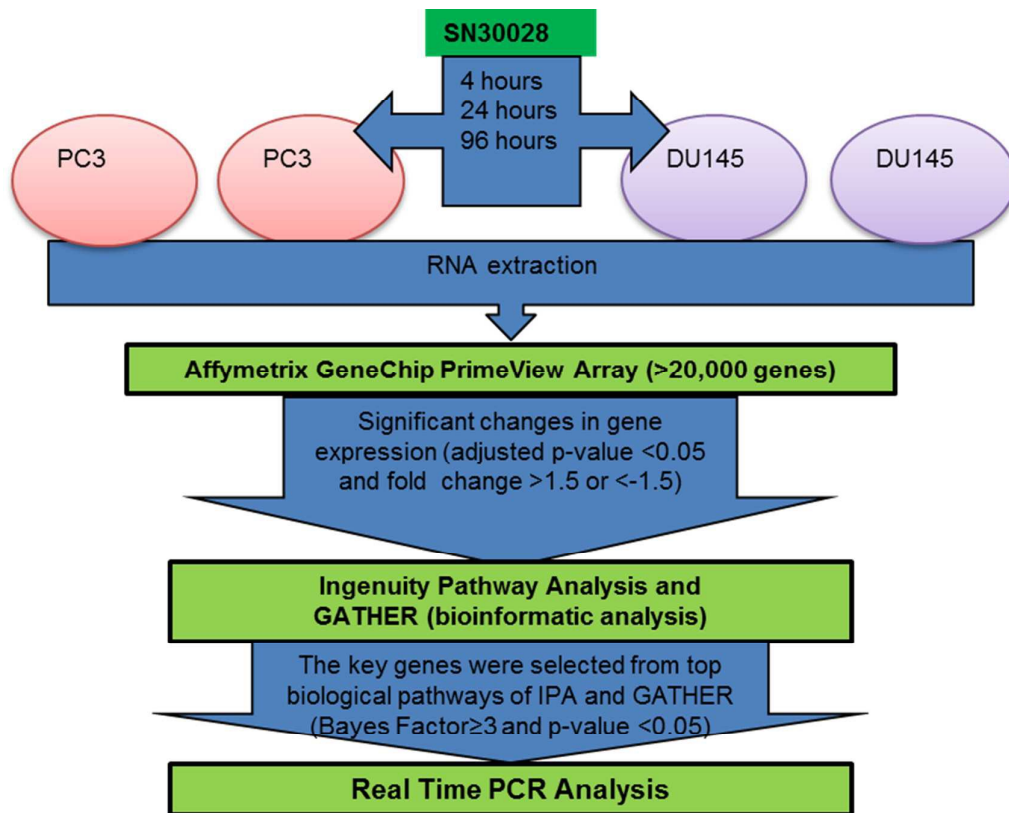 SN30028
4 hours
24 hours
96 hours
PC3
PC3
DU145
DU145
RNA extraction
Affymetrix GeneChip PrimeView Array (>20,000 genes)
Significant changes in gene
expression (adjusted p-value <0.05
and fold change >1.5 or <-1.5)
Ingenuity Pathway Analysis and
GATHER (bioinformatic analysis)
The key genes were selected from top
biological pathways of IPA and GATHER
(Bayes Factor≥3 and p-value <0.05)
Real Time PCR Analysis